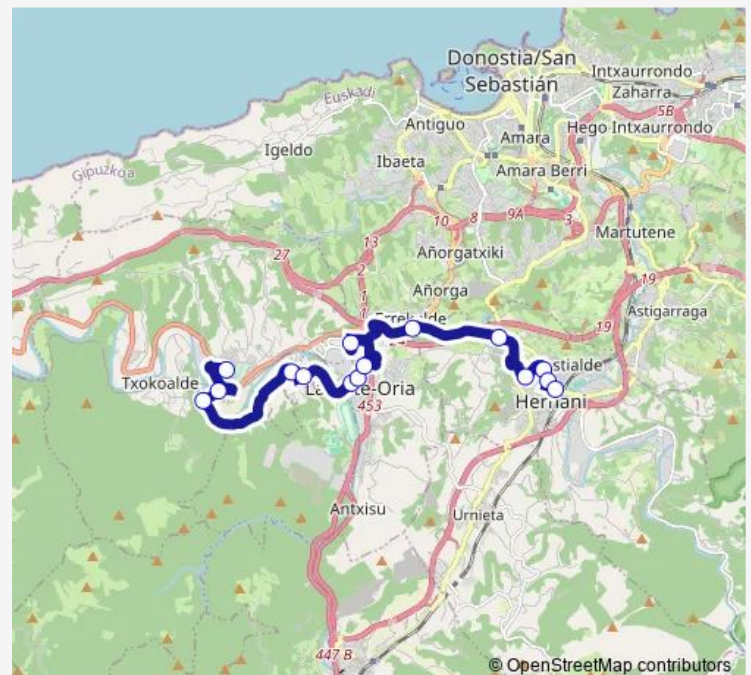 Donostia/San
Sebastián
Intxaurrondo
Zaharra
5B
Euskadi
Antiguo
Amara
Hego Intxaurrondo
Igeldo
Ibaeta
Gipuzkoa
Amara Berri
10
8
9A
3
Martutene
13
27
2
Añorgatxiki
19
1
Añorga
Astigarraga
1
Errekalde
19
Txokoalde
Hernani
453
Antxisu
Urnieta
447 B
© OpenStreetMap contributors